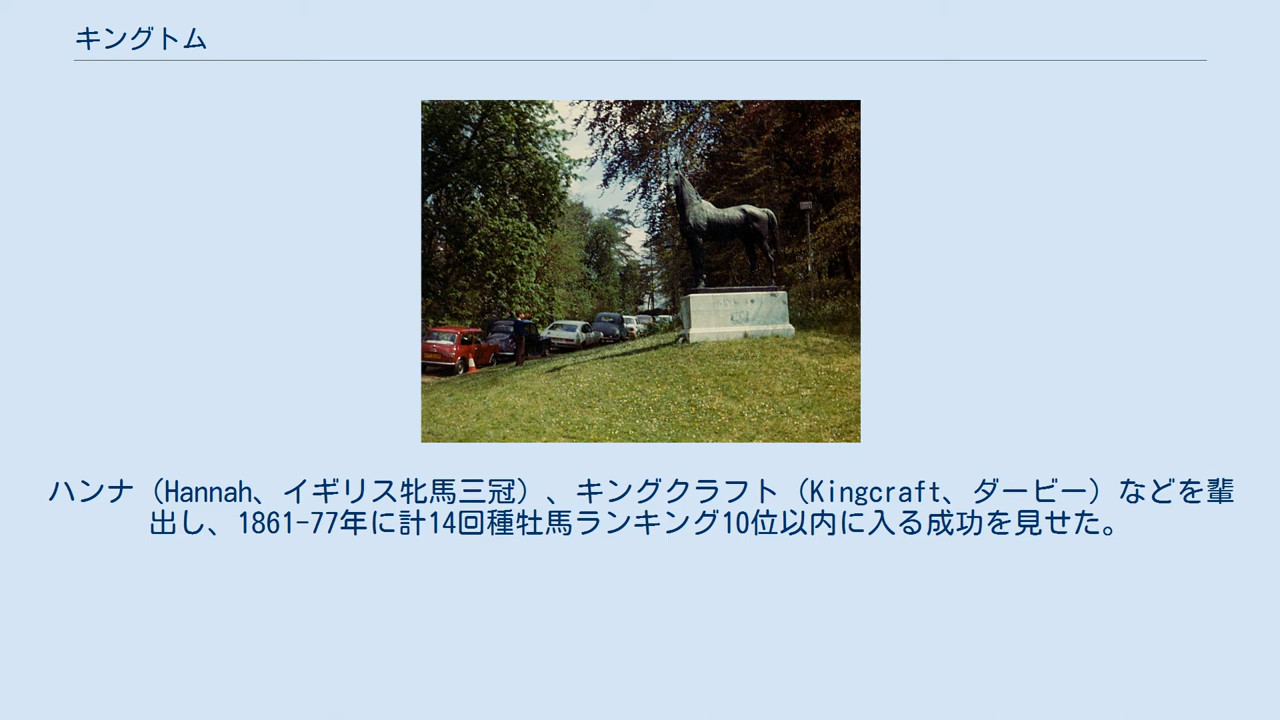 キングトム
ハンナ（Hannah、イギリス牝馬三冠）、キングクラフト（Kingcraft、ダービー）などを輩
出し、1861-77年に計14回種牡馬ランキング10位以内に入る成功を見せた。